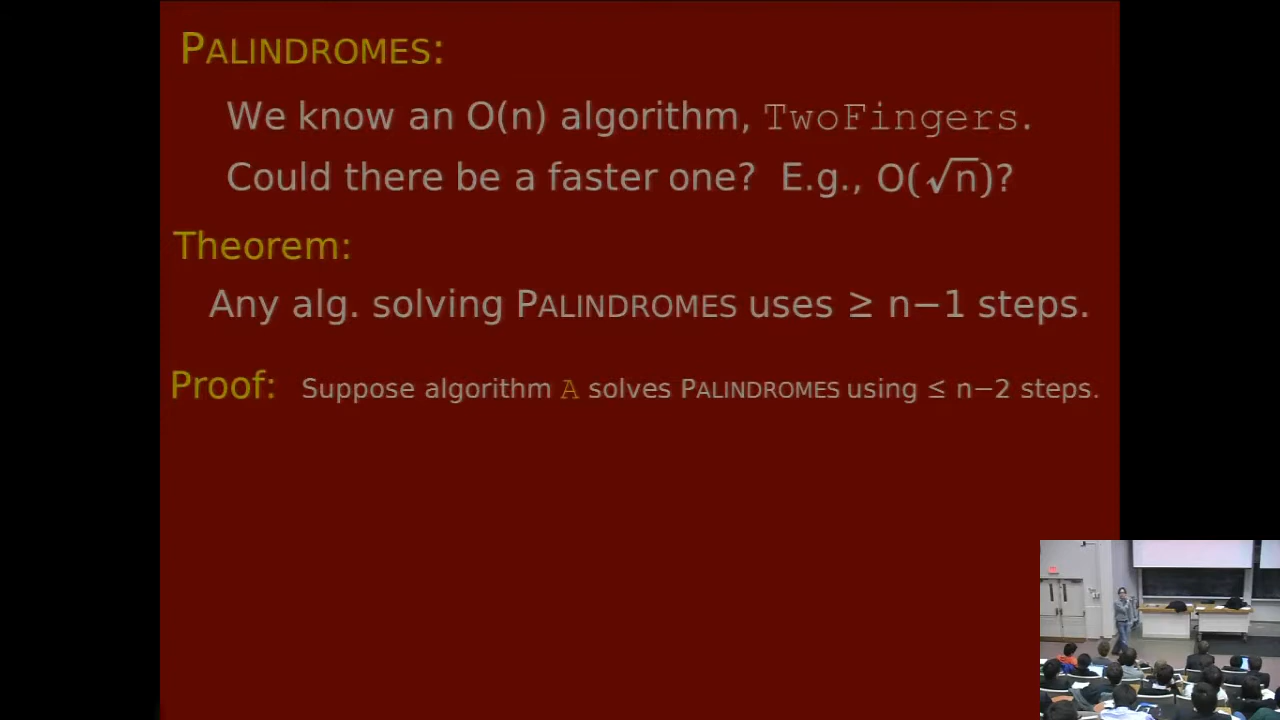 PALINDROMES:
We know an O(n) algorithm, TwoFingers.
Could there be a faster one? E.g., O(√n)?
Theorem:
Any alg. solving PALINDROMES uses ≥ n−1 steps.
Proof: Suppose algorithm A solves PALINDROMES using ≤ n−2 steps.